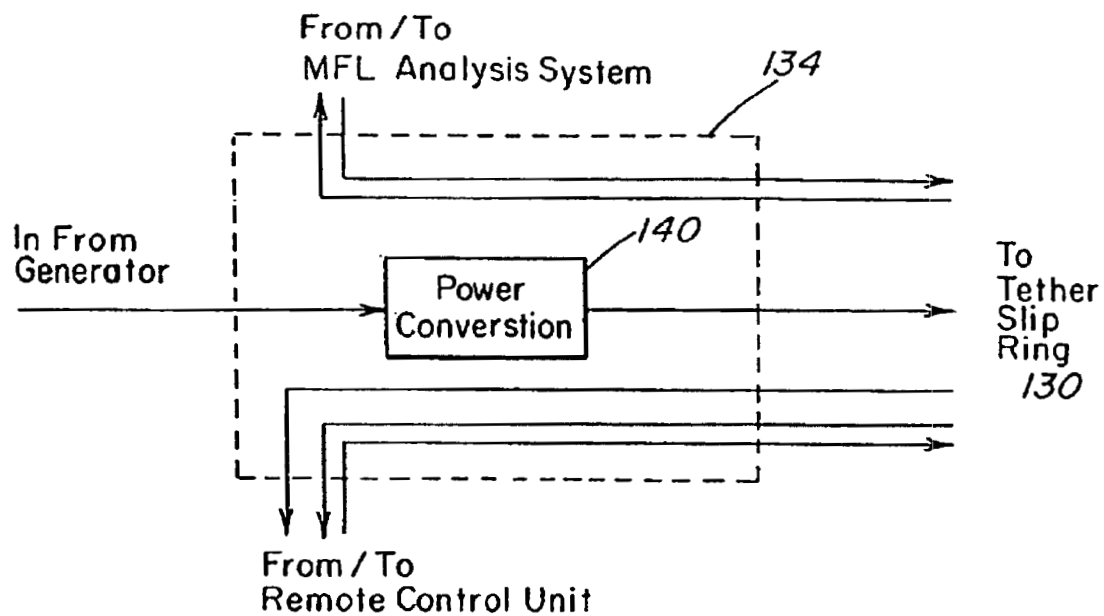 From / To
MFL Analysis System
134
In From
Generator
140
Power
Converstion
To
Tether
Slip
Ring
130
From / To
Remote Control Unit